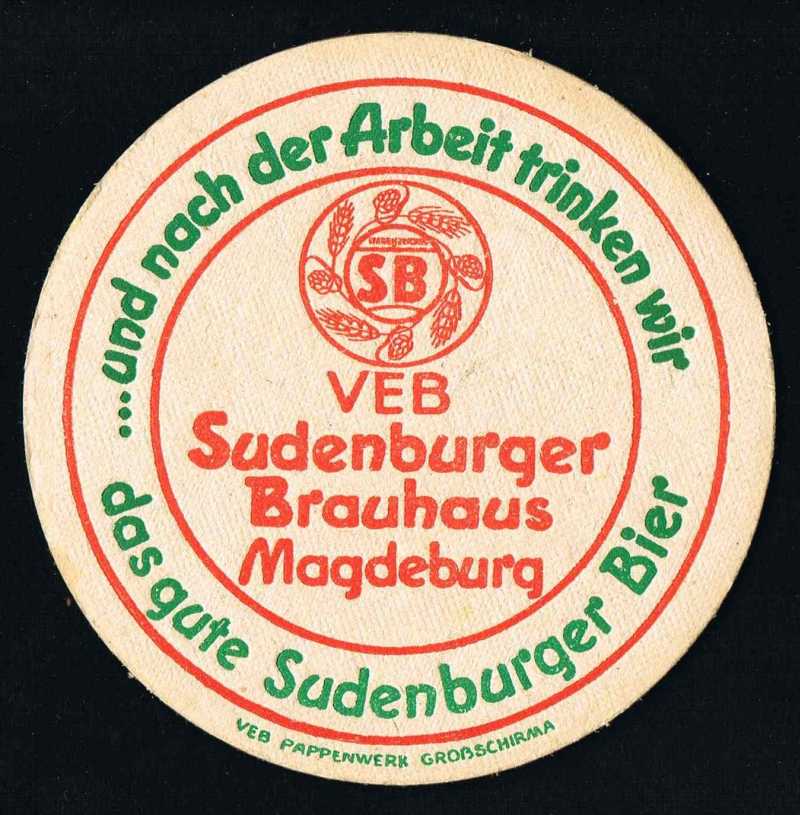 ...und nach der Arbeit trinken wir
SB
VEB
Sudenburger
Brauhaus
Magdeburg
das gute Sudenburger Bier
VEB PAPPENWERK GROßSCHIRMA